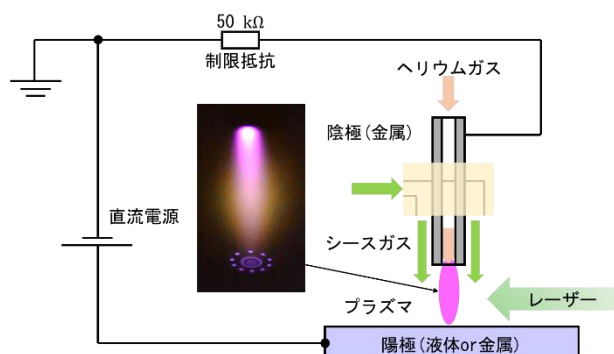 50 kΩ
制限抵抗
ヘリウムガス
陰極(金属)
直流電源
シースガス
プラズマ
レーザー
陽極(液体or金属)